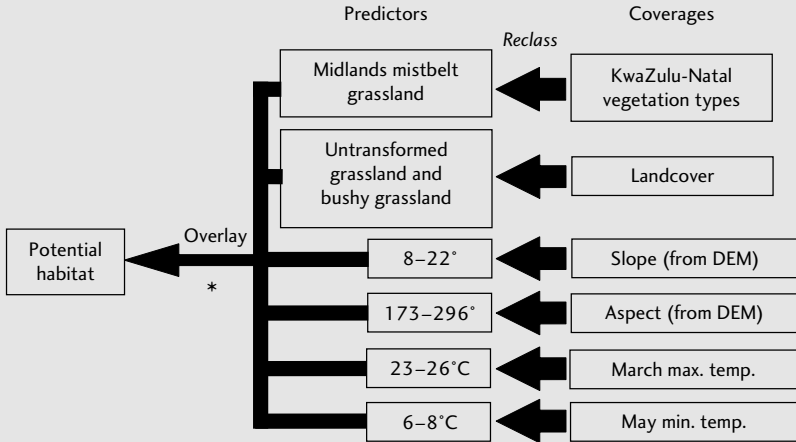 Predictors
Coverages
Reclass
Midlands mistbelt
grassland
KwaZulu-Natal
vegetation types
Untransformed
grassland and
bushy grassland
Landcover
Potential
habitat
Overlay
*
8–22°
Slope (from DEM)
173–296°
Aspect (from DEM)
23–26°C
March max. temp.
6–8°C
May min. temp.